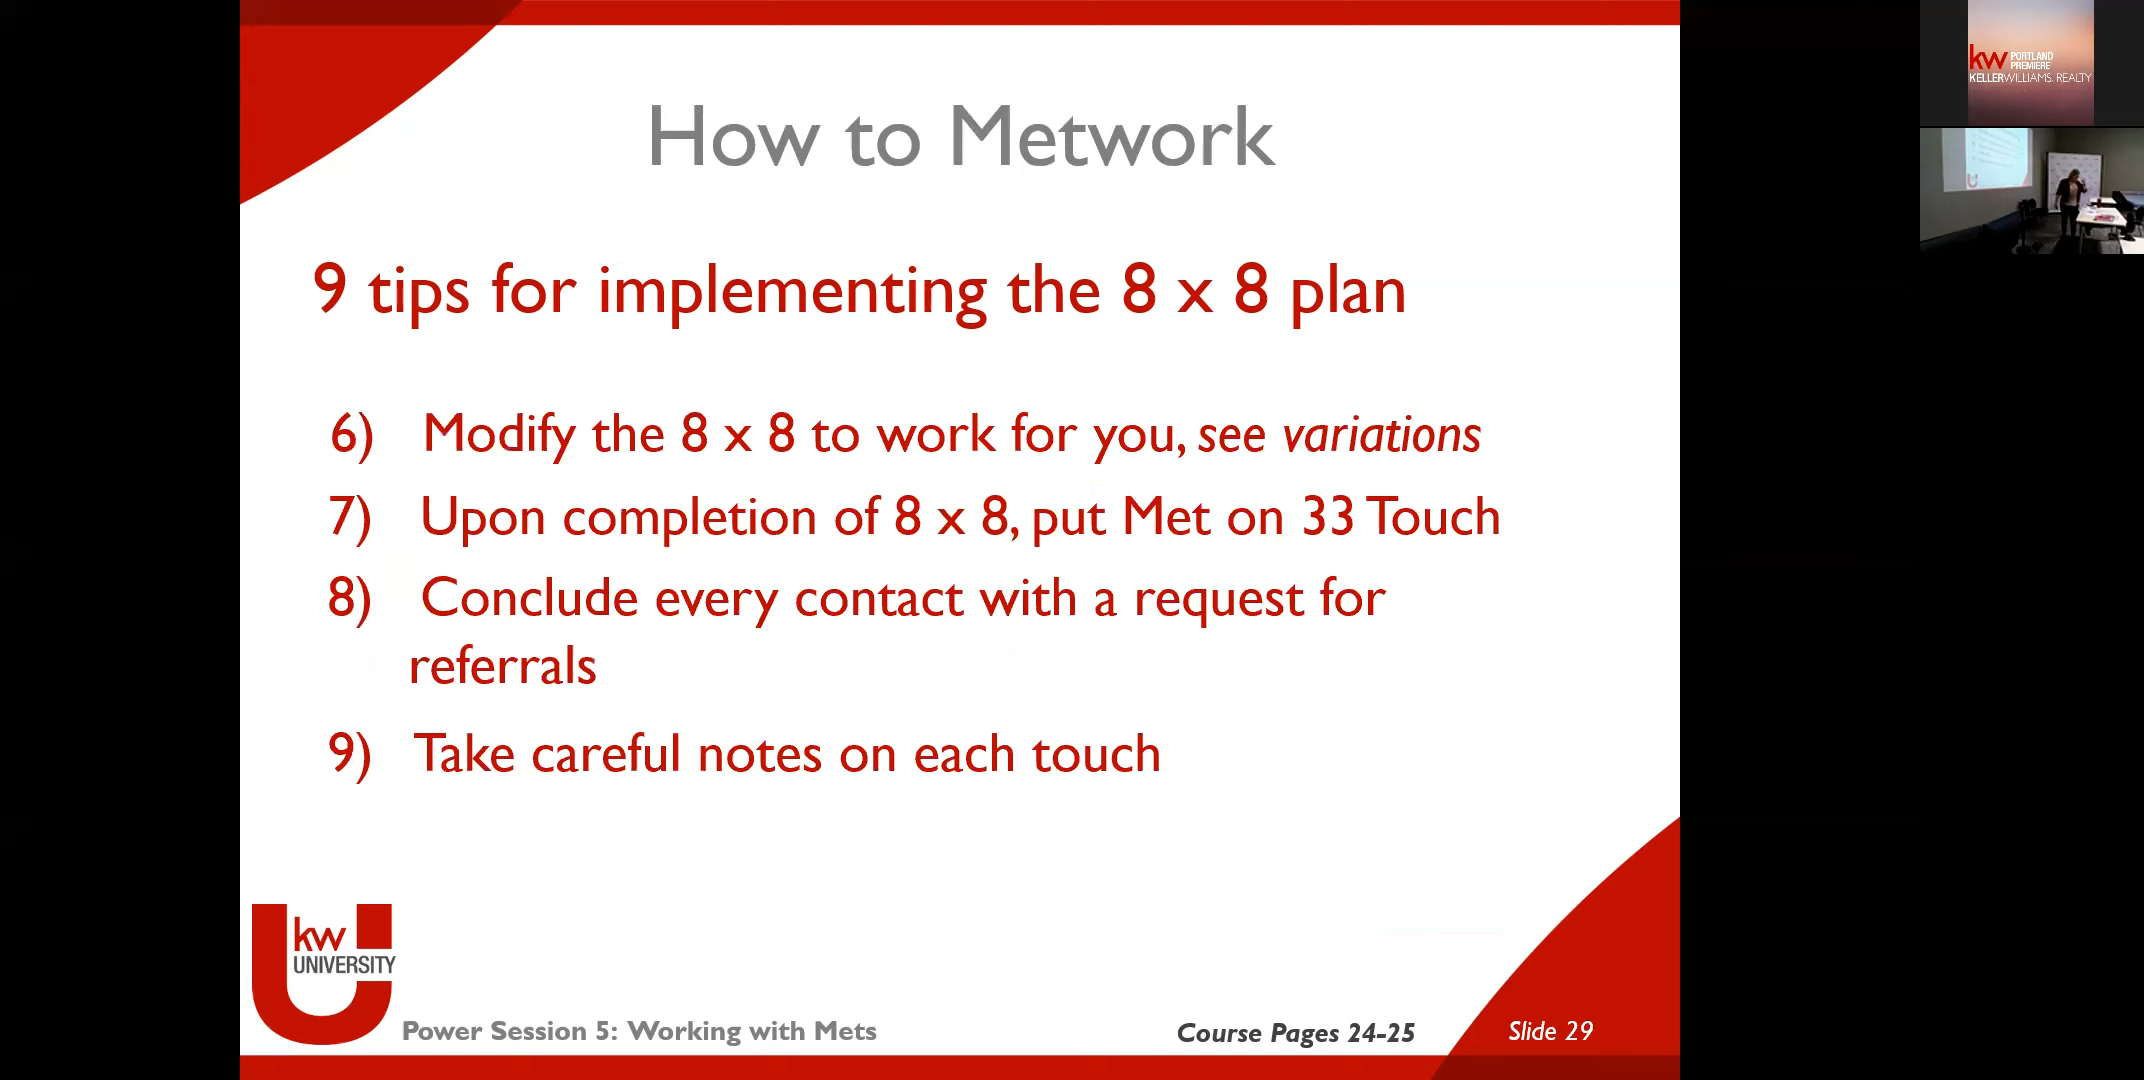 How to Metwork
9 tips for implementing the 8 x 8 plan
6) Modify the 8 x 8 to work for you, see variations
7) Upon completion of 8 x 8, put Met on 33 Touch
8) Conclude every contact with a request for
referrals
9) Take careful notes on each touch
kw
UNIVERSITY
Power Session 5: Working with Mets
Course Pages 24-25
Slide 29
kw PORTLAND
PREMIERE
KELLERWILLIAMS. REALTY